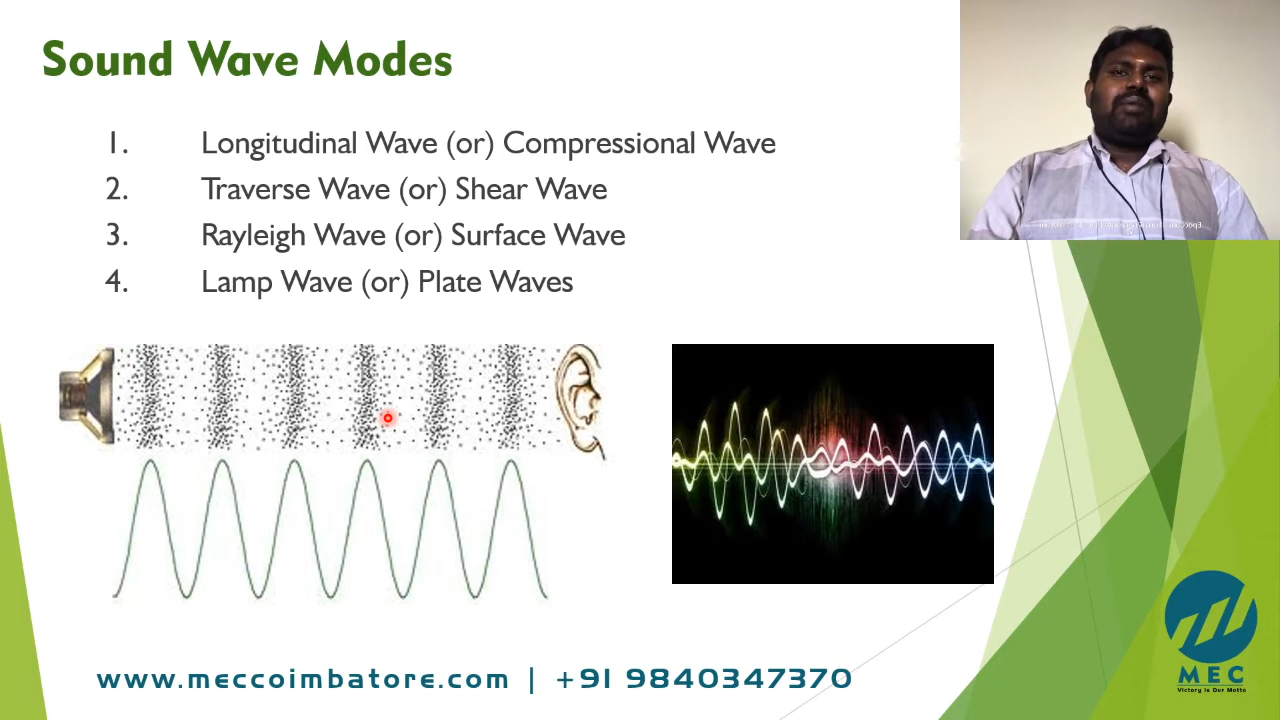 Sound Wave Modes
1. Longitudinal Wave (or) Compressional Wave
2. Traverse Wave (or) Shear Wave
3. Rayleigh Wave (or) Surface Wave
4. Lamp Wave (or) Plate Waves
www.meccoimbatore.com | +91 9840347370
MEC
Victory is Our Motto